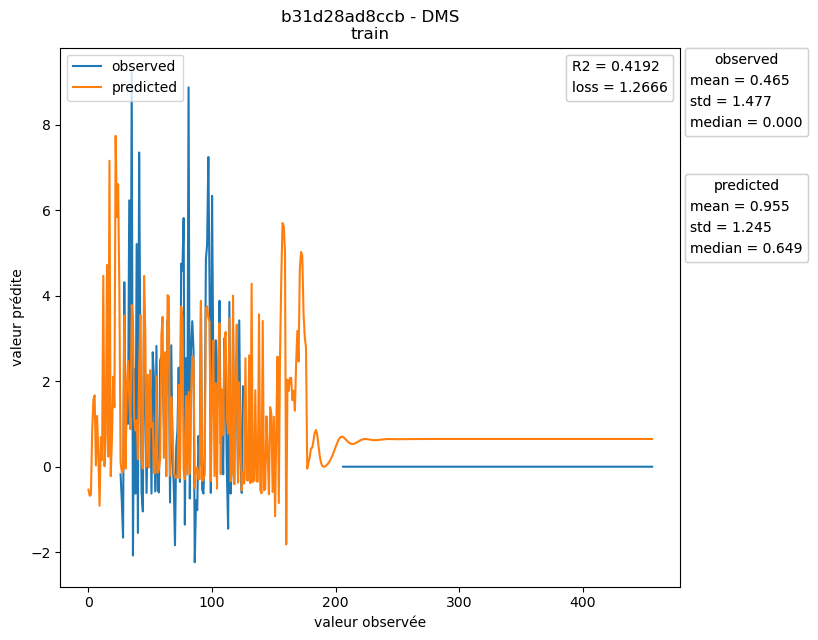 b31d28ad8ccb - DMS
train
observed
predicted
R2 = 0.4192
loss = 1.2666
observed
mean = 0.465
std = 1.477
median = 0.000
predicted
mean = 0.955
std = 1.245
median = 0.649
valeur prédite
8
6
4
2
0
−2
0
100
200
300
400
valeur observée